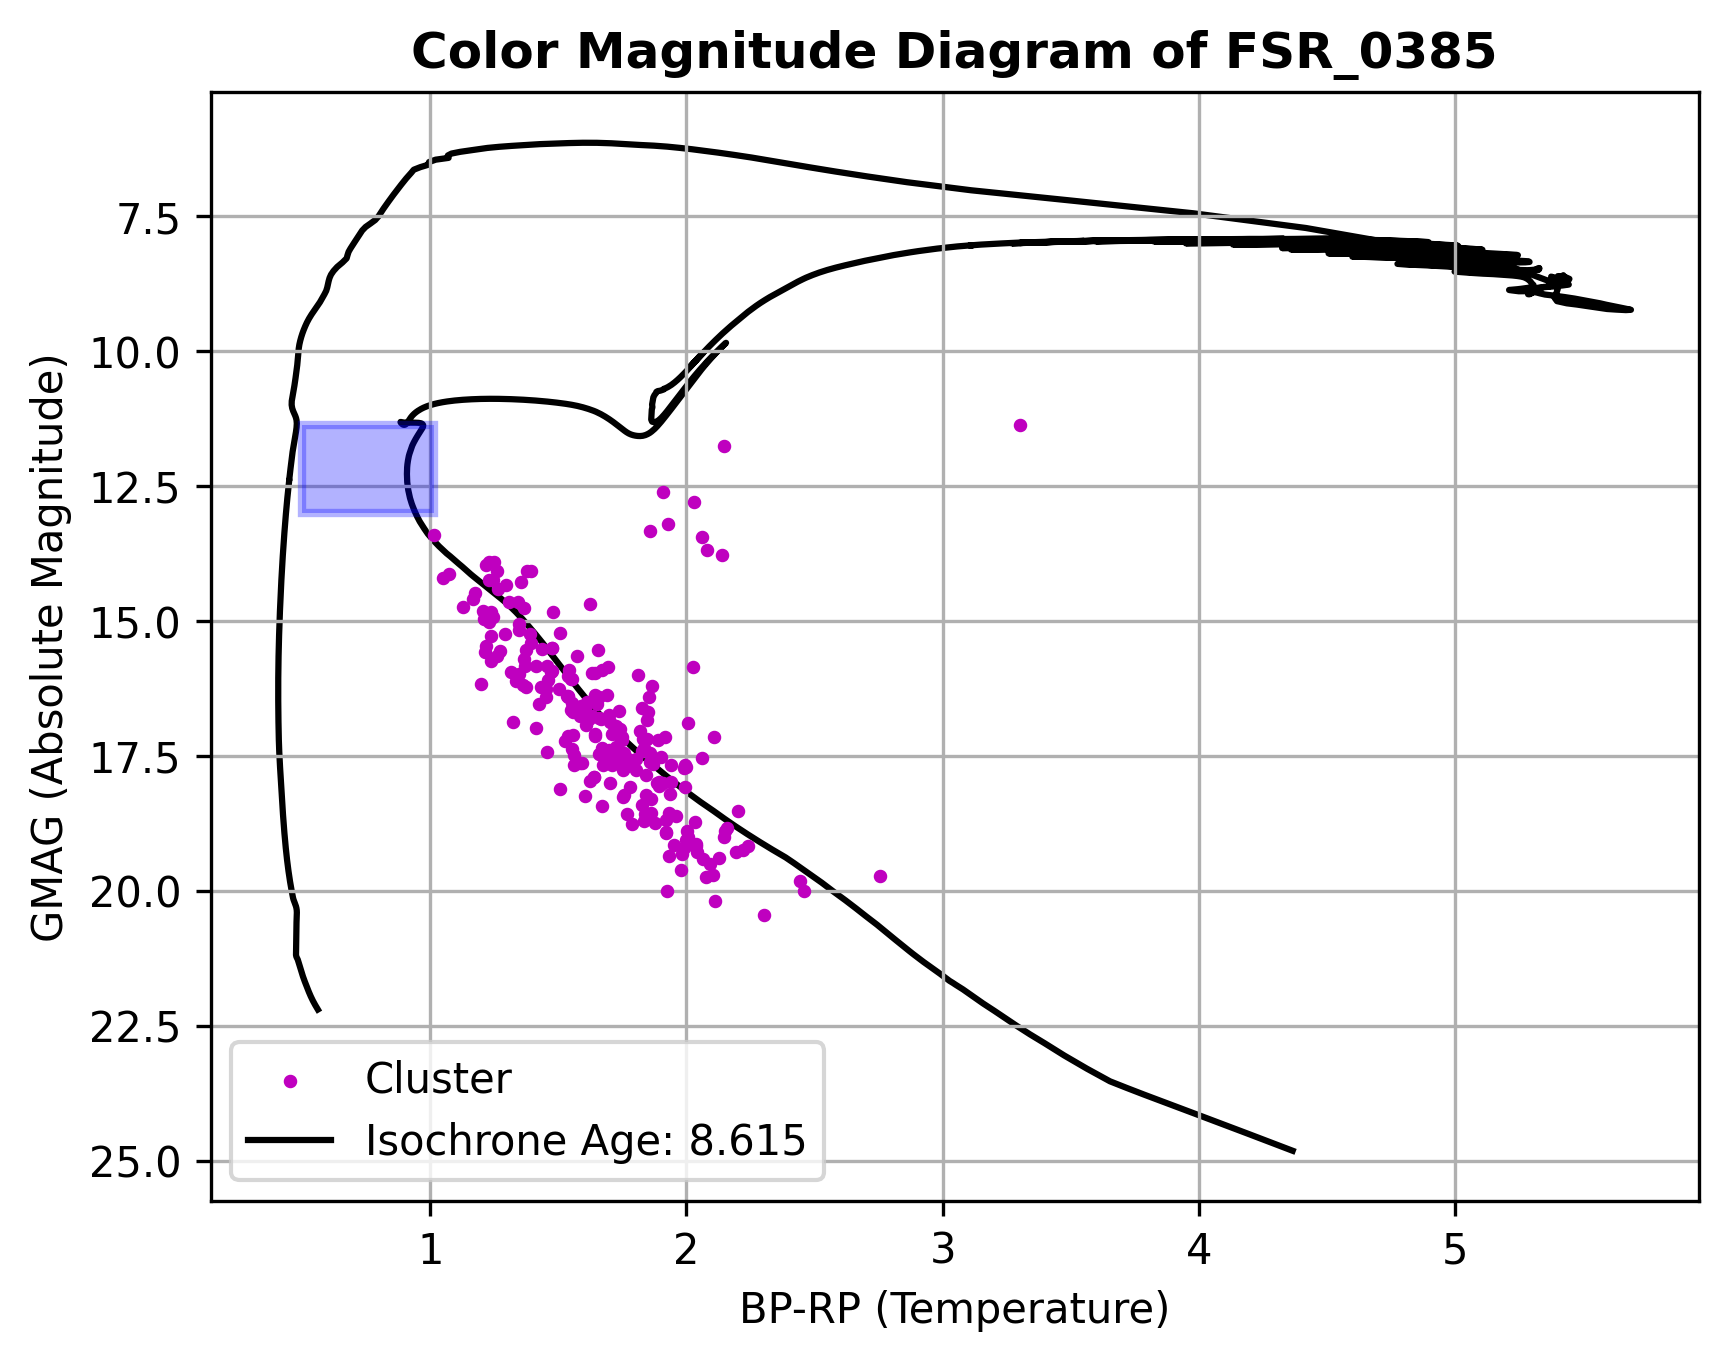 Color Magnitude Diagram of FSR_0385
GMAG (Absolute Magnitude)
7.5
10.0
12.5
15.0
17.5
20.0
22.5
25.0
Cluster
Isochrone Age: 8.615
1 2 3 4 5
BP-RP (Temperature)